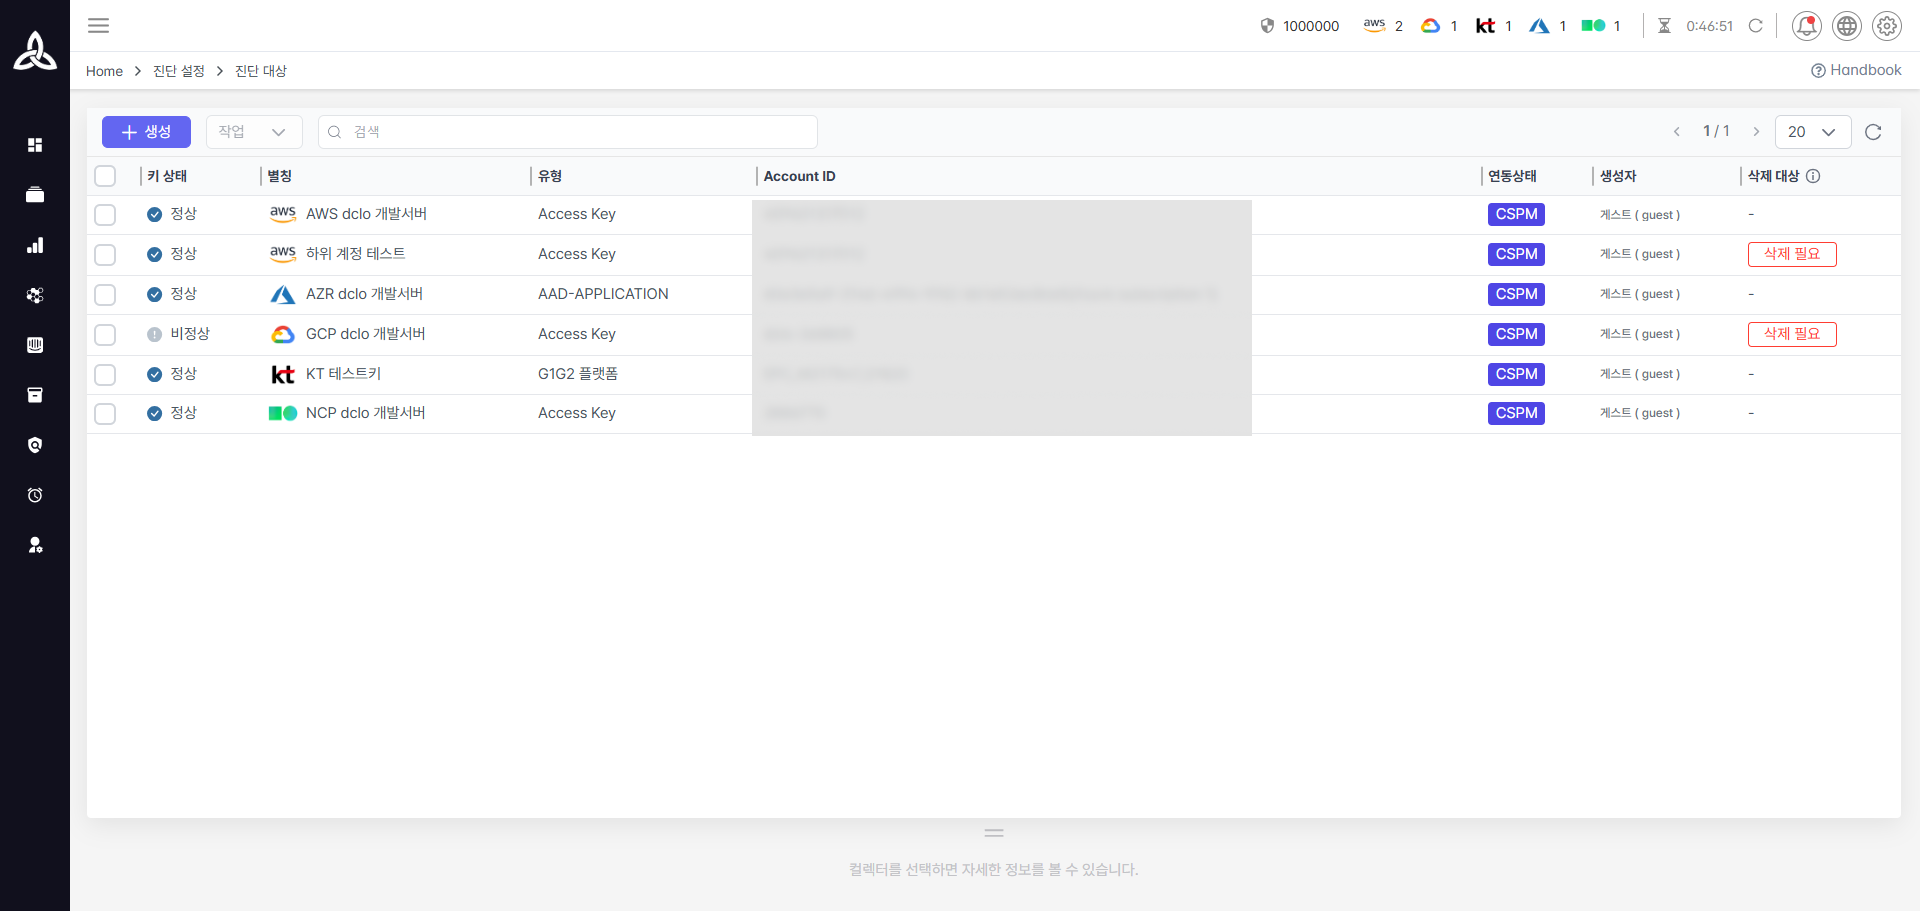 1000000 aws 2 1 kt 1 1 1 0:46:51
Home > 진단 설정 > 진단 대상
Handbook
생성 작업 검색 1 / 1 20
키 상태 별칭 유형 Account ID 연동상태 생성자 삭제 대상
정상 aws AWS dclo 개발서버 Access Key CSPM 게스트 ( guest ) -
정상 aws 하위 계정 테스트 Access Key CSPM 게스트 ( guest ) 삭제 필요
정상 AZR dclo 개발서버 AAD-APPLICATION CSPM 게스트 ( guest ) -
비정상 GCP dclo 개발서버 Access Key CSPM 게스트 ( guest ) 삭제 필요
정상 kt KT 테스트키 G1G2 플랫폼 CSPM 게스트 ( guest ) -
정상 NCP dclo 개발서버 Access Key CSPM 게스트 ( guest ) -
컬렉터를 선택하면 자세한 정보를 볼 수 있습니다.